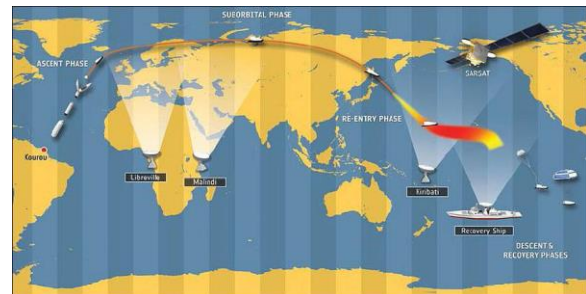 SUBORBITAL PHASE
ASCENT PHASE
SARSAT
RE-ENTRY PHASE
Kourou
Libreville
Malindi
Kiribati
Recovery Ship
DESCENT &
RECOVERY PHASES